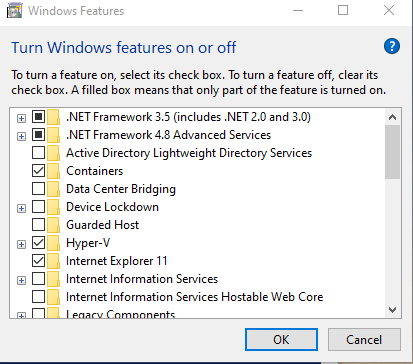 Windows Features
Turn Windows features on or off
?
To turn a feature on, select its check box. To turn a feature off, clear its
check box. A filled box means that only part of the feature is turned on.
.NET Framework 3.5 (includes .NET 2.0 and 3.0)
.NET Framework 4.8 Advanced Services
Active Directory Lightweight Directory Services
Containers
Data Center Bridging
Device Lockdown
Guarded Host
Hyper-V
Internet Explorer 11
Internet Information Services
Internet Information Services Hostable Web Core
Legacy Components
OK
Cancel